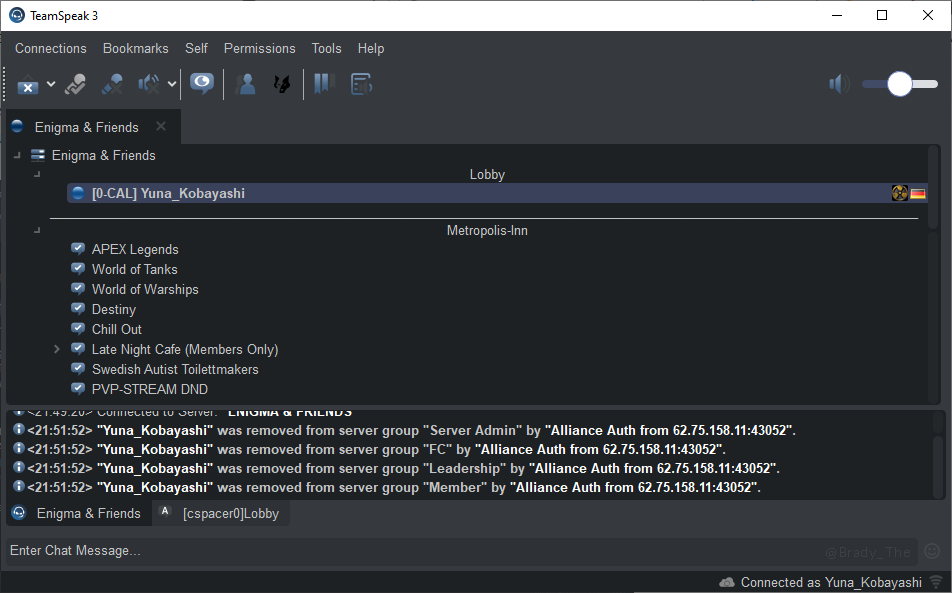 TeamSpeak 3
Connections Bookmarks Self Permissions Tools Help
Enigma & Friends
Enigma & Friends
Lobby
[0-CAL] Yuna_Kobayashi
Metropolis-Inn
APEX Legends
World of Tanks
World of Warships
Destiny
Chill Out
Late Night Cafe (Members Only)
Swedish Autist Toilettmakers
PVP-STREAM DND
<21:49:20> Connected to Server: "ENIGMA & FRIENDS"
<21:51:52> "Yuna_Kobayashi" was removed from server group "Server Admin" by "Alliance Auth from 62.75.158.11:43052".
<21:51:52> "Yuna_Kobayashi" was removed from server group "FC" by "Alliance Auth from 62.75.158.11:43052".
<21:51:52> "Yuna_Kobayashi" was removed from server group "Leadership" by "Alliance Auth from 62.75.158.11:43052".
<21:51:52> "Yuna_Kobayashi" was removed from server group "Member" by "Alliance Auth from 62.75.158.11:43052".
Enigma & Friends A [cspacer0]Lobby
Enter Chat Message... @Brady_The
Connected as Yuna_Kobayashi